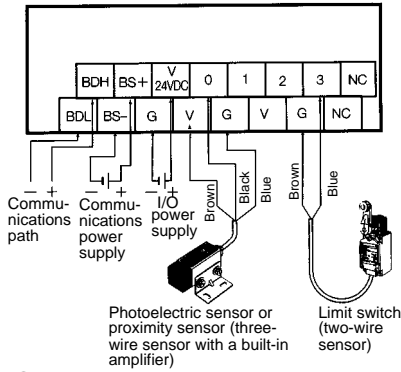 BDH BS+ V 24VDC 0 1 2 3 NC
BDL BS– G V G V G NC
– + – + – +
Commu-
nications
path
Commu-
nications
power
supply
I/O
power
supply
Brown
Black
Blue
Brown
Blue
Photoelectric sensor or
proximity sensor (three-
wire sensor with a built-in
amplifier)
Limit switch
(two-wire
sensor)